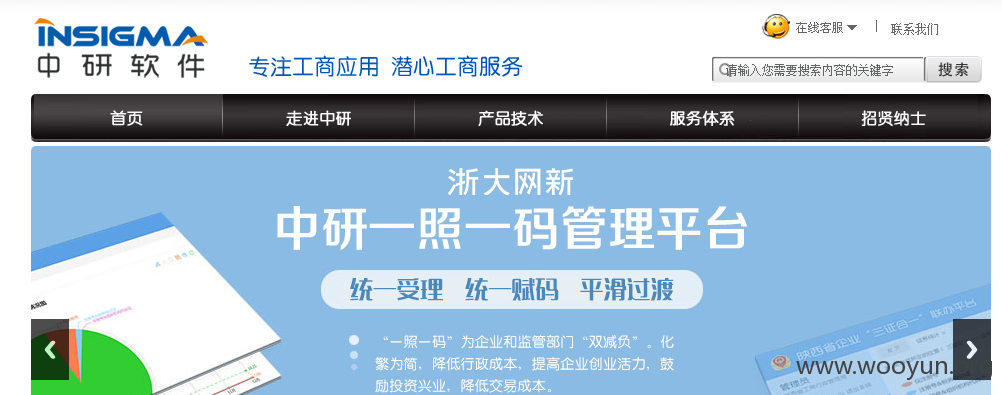 在线客服
联系我们
INSIGMA
中研软件
专注工商应用 潜心工商服务
请输入您需要搜索内容的关键字
搜索
首页 走进中研 产品技术 服务体系 招贤纳士
浙大网新
中研一照一码管理平台
统一受理 统一赋码 平滑过渡
“一照一码”为企业和监管部门“双减负”。化
繁为简，降低行政成本，提高企业创业活力，鼓
励投资兴业，降低交易成本。
陕西省企业“三证合一”联办平台
管理员
www.wooyun.